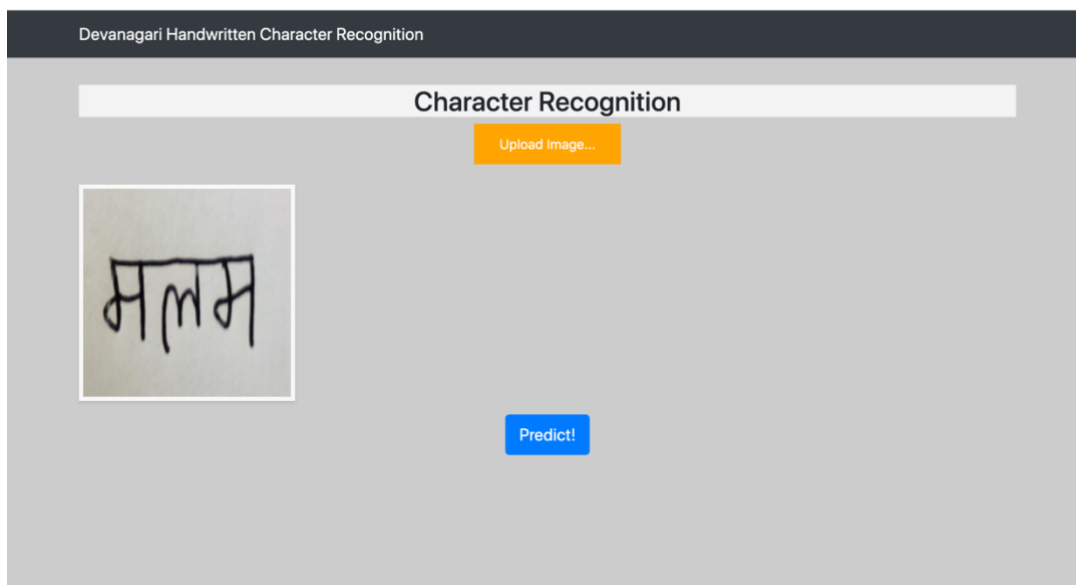 Devanagari Handwritten Character Recognition
Character Recognition
Upload Image...
मलम
Predict!